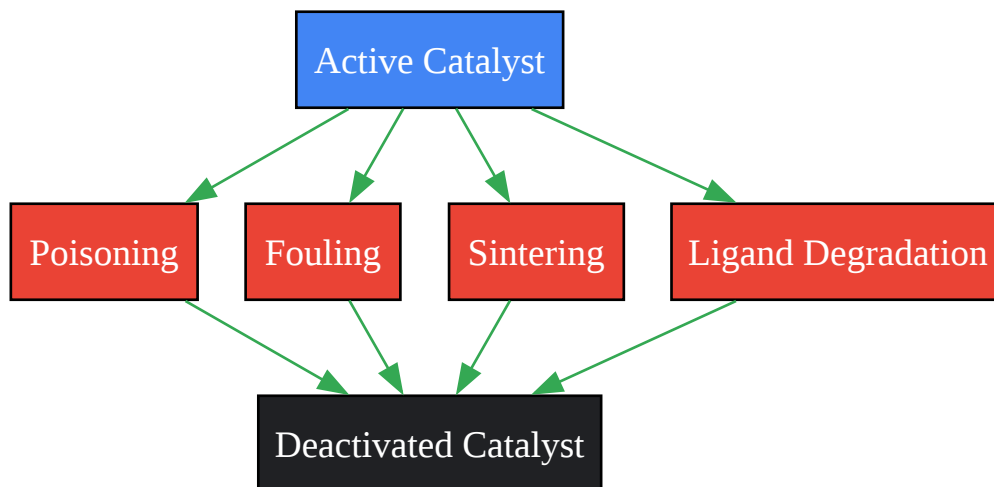 Active Catalyst
Poisoning
Fouling
Sintering
Ligand Degradation
Deactivated Catalyst